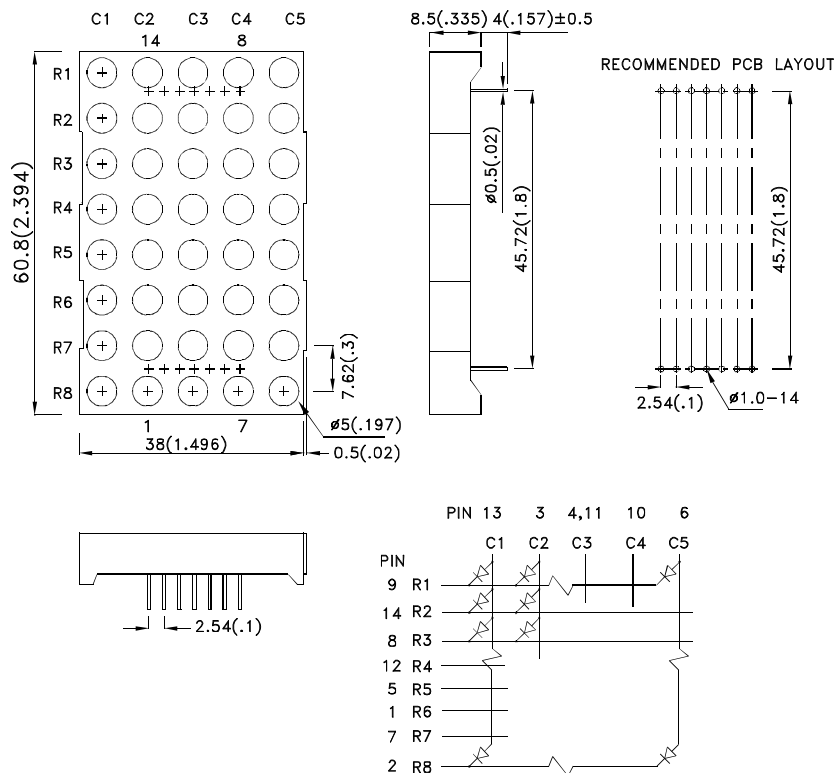 C1 C2 C3 C4 C5
14 8
R1
R2
R3
R4
R5
R6
R7
R8
60.8(2.394)
1 7
38(1.496)
7.62(.3)
ø5(.197)
0.5(.02)
8.5(.335) 4(.157)±0.5
ø0.5(.02)
45.72(1.8)
RECOMMENDED PCB LAYOUT
45.72(1.8)
2.54(.1)
ø1.0-14
2.54(.1)
PIN 13 3 4,11 10 6
C1 C2 C3 C4 C5
PIN
9 R1
14 R2
8 R3
12 R4
5 R5
1 R6
7 R7
2 R8